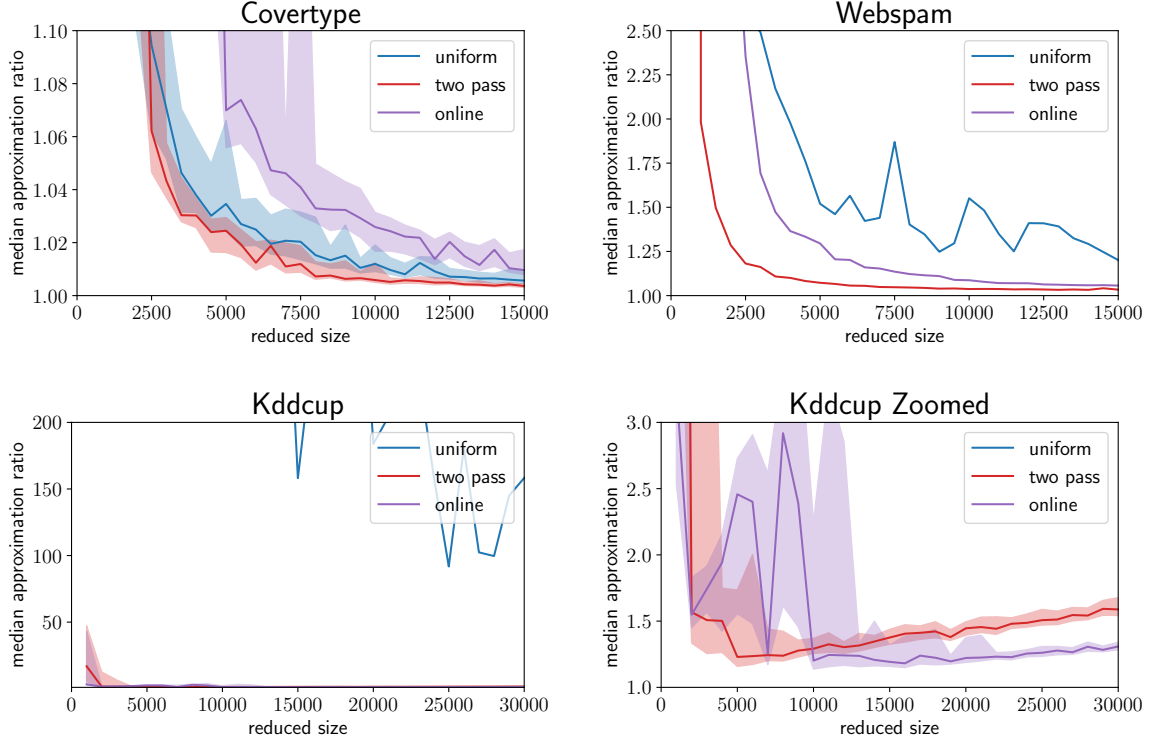 Covertype
median approximation ratio
1.10
1.08
1.06
1.04
1.02
1.00
0
2500
5000
7500
10000
12500
15000
reduced size
uniform
two pass
online
Webspam
median approximation ratio
2.50
2.25
2.00
1.75
1.50
1.25
1.00
0
2500
5000
7500
10000
12500
15000
reduced size
uniform
two pass
online
Kddcup
median approximation ratio
200
150
100
50
0
5000
10000
15000
20000
25000
30000
reduced size
uniform
two pass
online
Kddcup Zoomed
median approximation ratio
3.0
2.5
2.0
1.5
1.0
0
5000
10000
15000
20000
25000
30000
reduced size
uniform
two pass
online